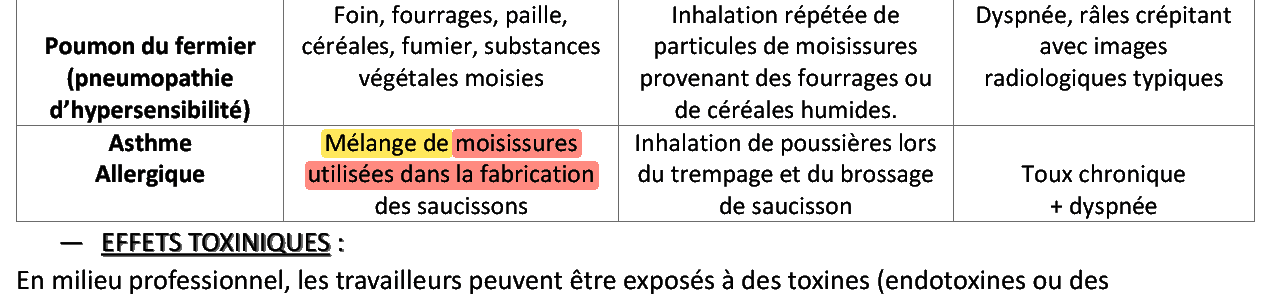 Foin, fourrages, paille, Inhalation répétée de Dyspnée, râles crépitant
Poumon du fermier céréales, fumier, substances particules de moisissures avec images
(pneumopathie végétales moisies provenant des fourrages ou radiologiques typiques
d’hypersensibilité) de céréales humides.
Asthme Mélange de moisissures Inhalation de poussières lors
Allergique utilisées dans la fabrication du trempage et du brossage Toux chronique
des saucissons de saucisson + dyspnée
— EFFETS TOXINIQUES :
En milieu professionnel, les travailleurs peuvent être exposés à des toxines (endotoxines ou des